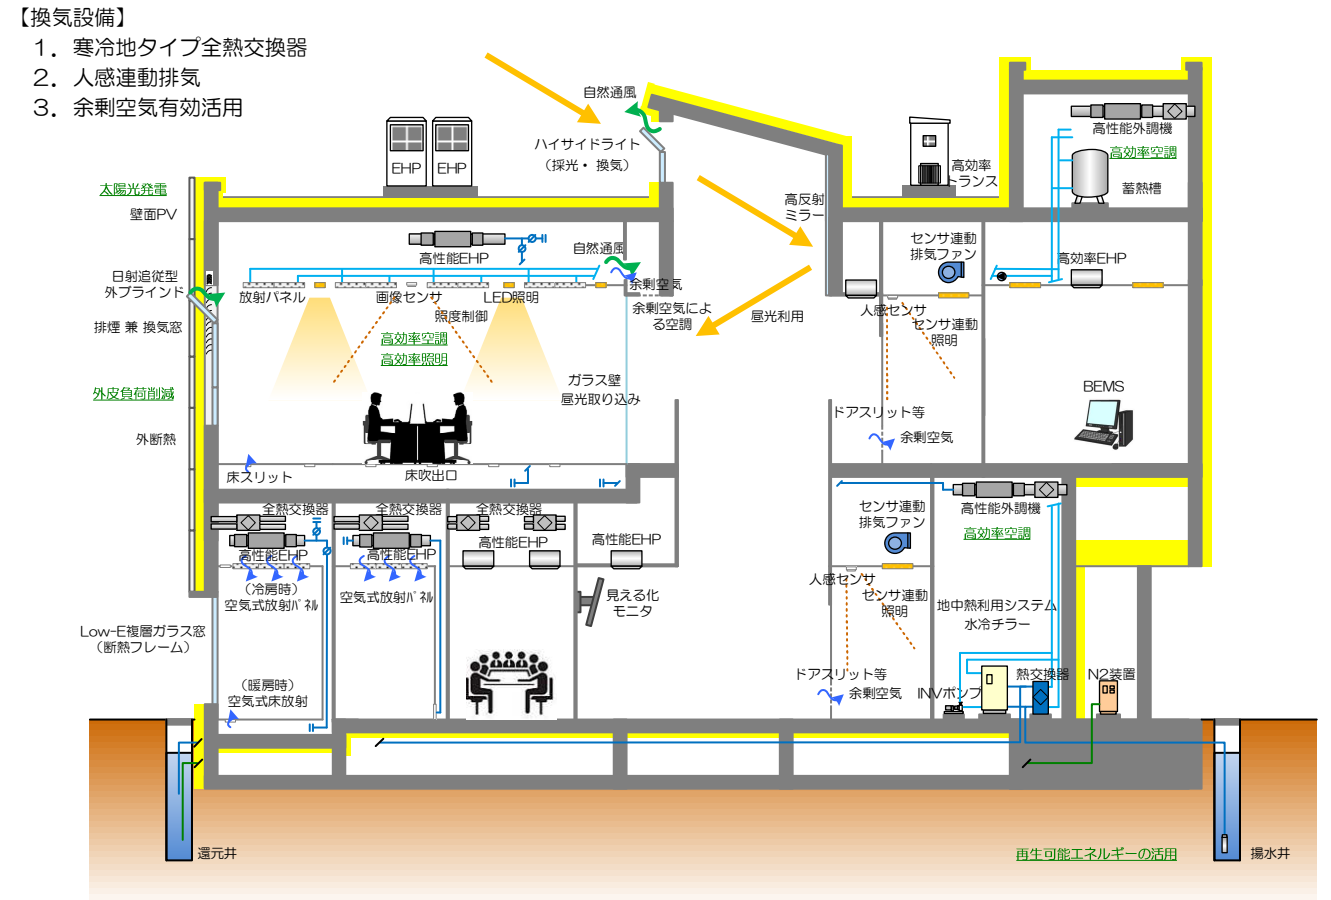 【換気設備】
1．寒冷地タイプ全熱交換器
2．人感連動排気
3．余剰空気有効活用
自然通風
ハイサイドライト
（採光・ 換気）
EHP
EHP
高効率
トランス
高性能外調機
高効率空調
蓄熱槽
太陽光発電
壁面PV
高反射
ミラー
自然通風
高性能EHP
センサ連動
排気ファン
高効率EHP
日射追従型
外ブラインド
余剰空気
放射パネル
画像センサ
LED照明
余剰空気によ
る空調
照度制御
昼光利用
人感センサ
センサ連動
照明
排煙 兼 換気窓
高効率空調
高効率照明
外皮負荷削減
ガラス壁
昼光取り込み
BEMS
ドアスリット等
余剰空気
外断熱
床スリット
床吹出口
全熱交換器
全熱交換器
全熱交換器
高性能EHP
高性能EHP
高性能EHP
高性能EHP
センサ連動
排気ファン
高性能外調機
高効率空調
（冷房時）
空気式放射ﾊﾟﾈﾙ
空気式放射ﾊﾟﾈﾙ
見える化
モニタ
人感センサ
センサ連動
照明
地中熱利用システム
水冷チラー
Low-E複層ガラス窓
（断熱フレーム）
（暖房時）
空気式床放射
ドアスリット等
余剰空気
INVポンプ
熱交換器
N2装置
還元井
再生可能エネルギーの活用
揚水井